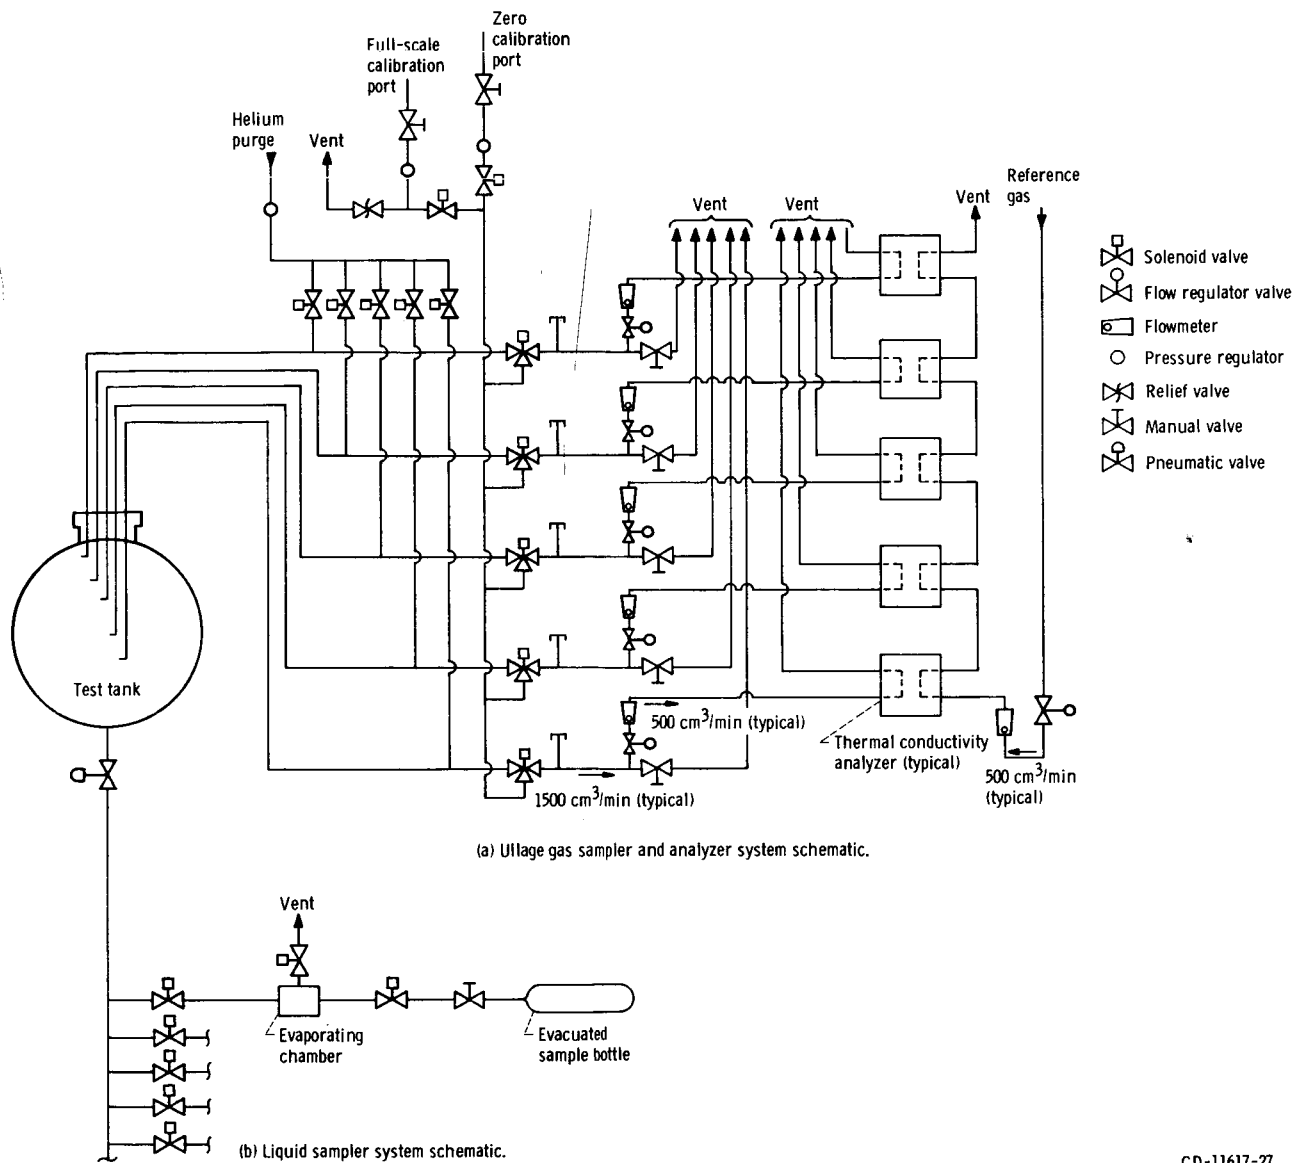 Zero
calibration
port
Full-scale
calibration
port
Helium
purge
Vent
Vent
Vent
Vent
Reference
gas
Solenoid valve
Flow regulator valve
Flowmeter
Pressure regulator
Relief valve
Manual valve
Pneumatic valve
Test tank
500 cm³/min (typical)
Thermal conductivity
analyzer (typical)
500 cm³/min
(typical)
1500 cm³/min (typical)
(a) Ullage gas sampler and analyzer system schematic.
Vent
Evaporating
chamber
Evacuated
sample bottle
(b) Liquid sampler system schematic.
CD-11617-27